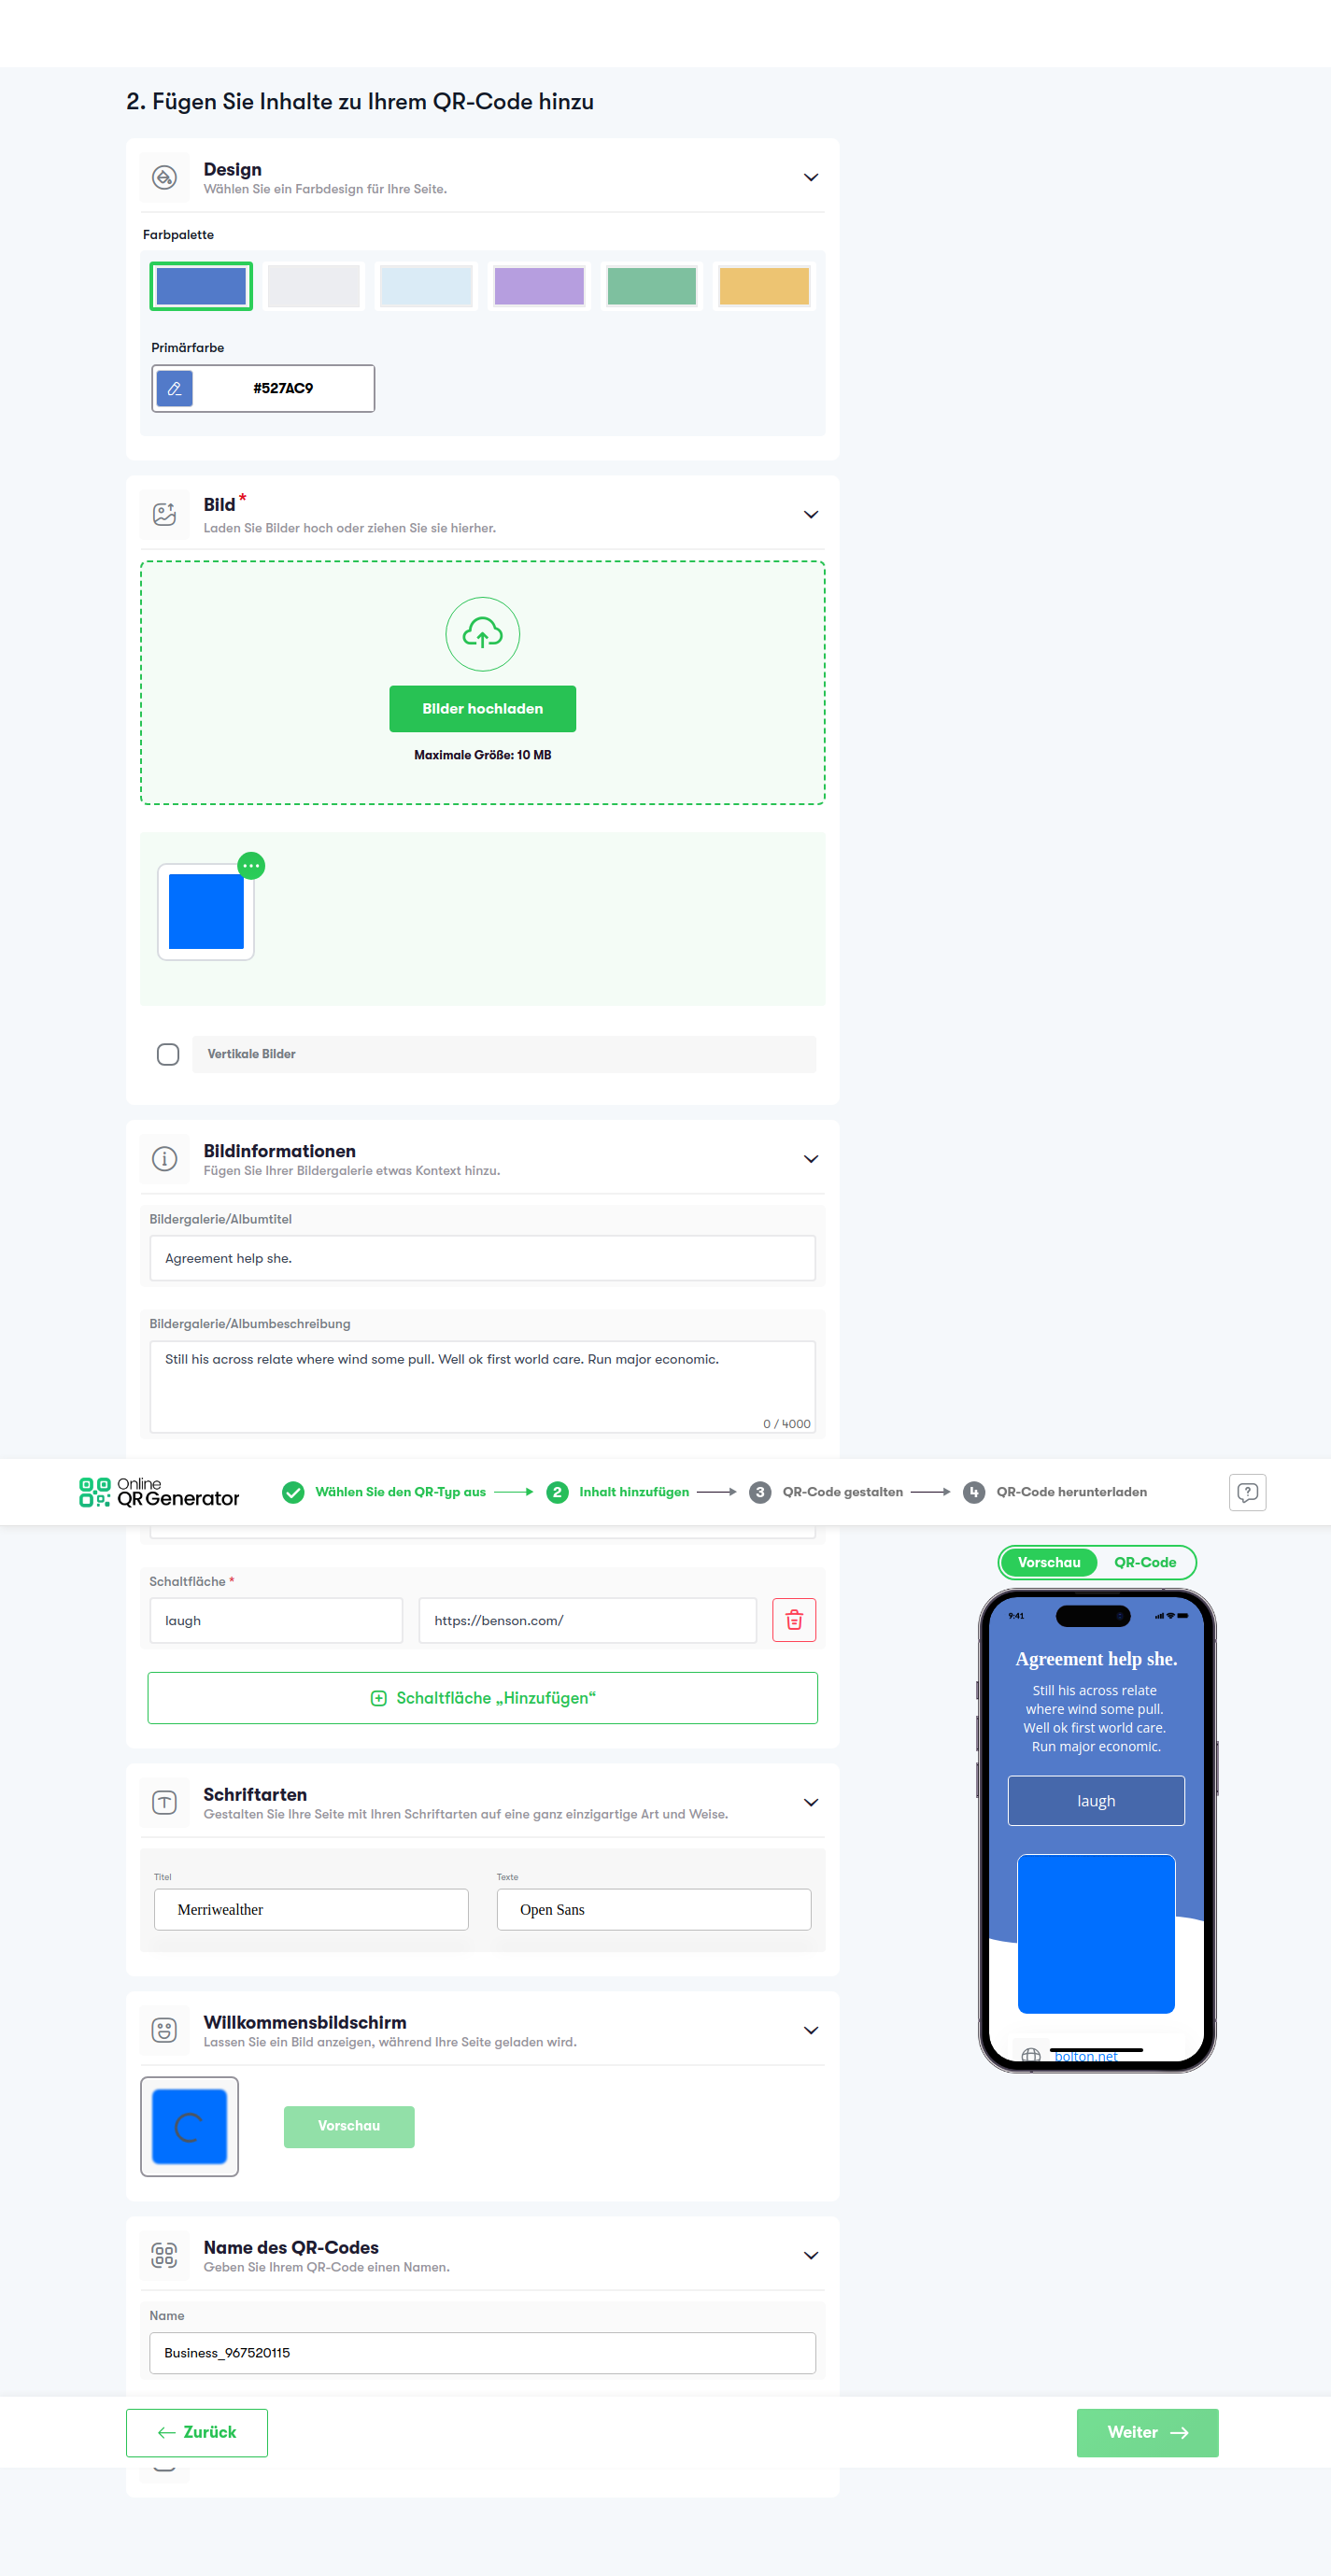 2. Fügen Sie Inhalte zu Ihrem QR-Code hinzu
Design
Wählen Sie ein Farbdesign für Ihre Seite.
Farbpalette
Primärfarbe
#527AC9
Bild *
Laden Sie Bilder hoch oder ziehen Sie sie hierher.
Bilder hochladen
Maximale Größe: 10 MB
Vertikale Bilder
Bildinformationen
Fügen Sie Ihrer Bildergalerie etwas Kontext hinzu.
Bildergalerie/Albumtitel
Agreement help she.
Bildergalerie/Albumbeschreibung
Still his across relate where wind some pull. Well ok first world care. Run major economic.
0 / 4000
Online
QR Generator
Wählen Sie den QR-Typ aus
2 Inhalt hinzufügen
3 QR-Code gestalten
4 QR-Code herunterladen
Schaltfläche *
laugh
https://benson.com/
Schaltfläche „Hinzufügen“
Vorschau
QR-Code
9:41
Agreement help she.
Still his across relate
where wind some pull.
Well ok first world care.
Run major economic.
laugh
bolton.net
Schriftarten
Gestalten Sie Ihre Seite mit Ihren Schriftarten auf eine ganz einzigartige Art und Weise.
Titel
Merriwealther
Texte
Open Sans
Willkommensbildschirm
Lassen Sie ein Bild anzeigen, während Ihre Seite geladen wird.
Vorschau
Name des QR-Codes
Geben Sie Ihrem QR-Code einen Namen.
Name
Business_967520115
Zurück
Weiter